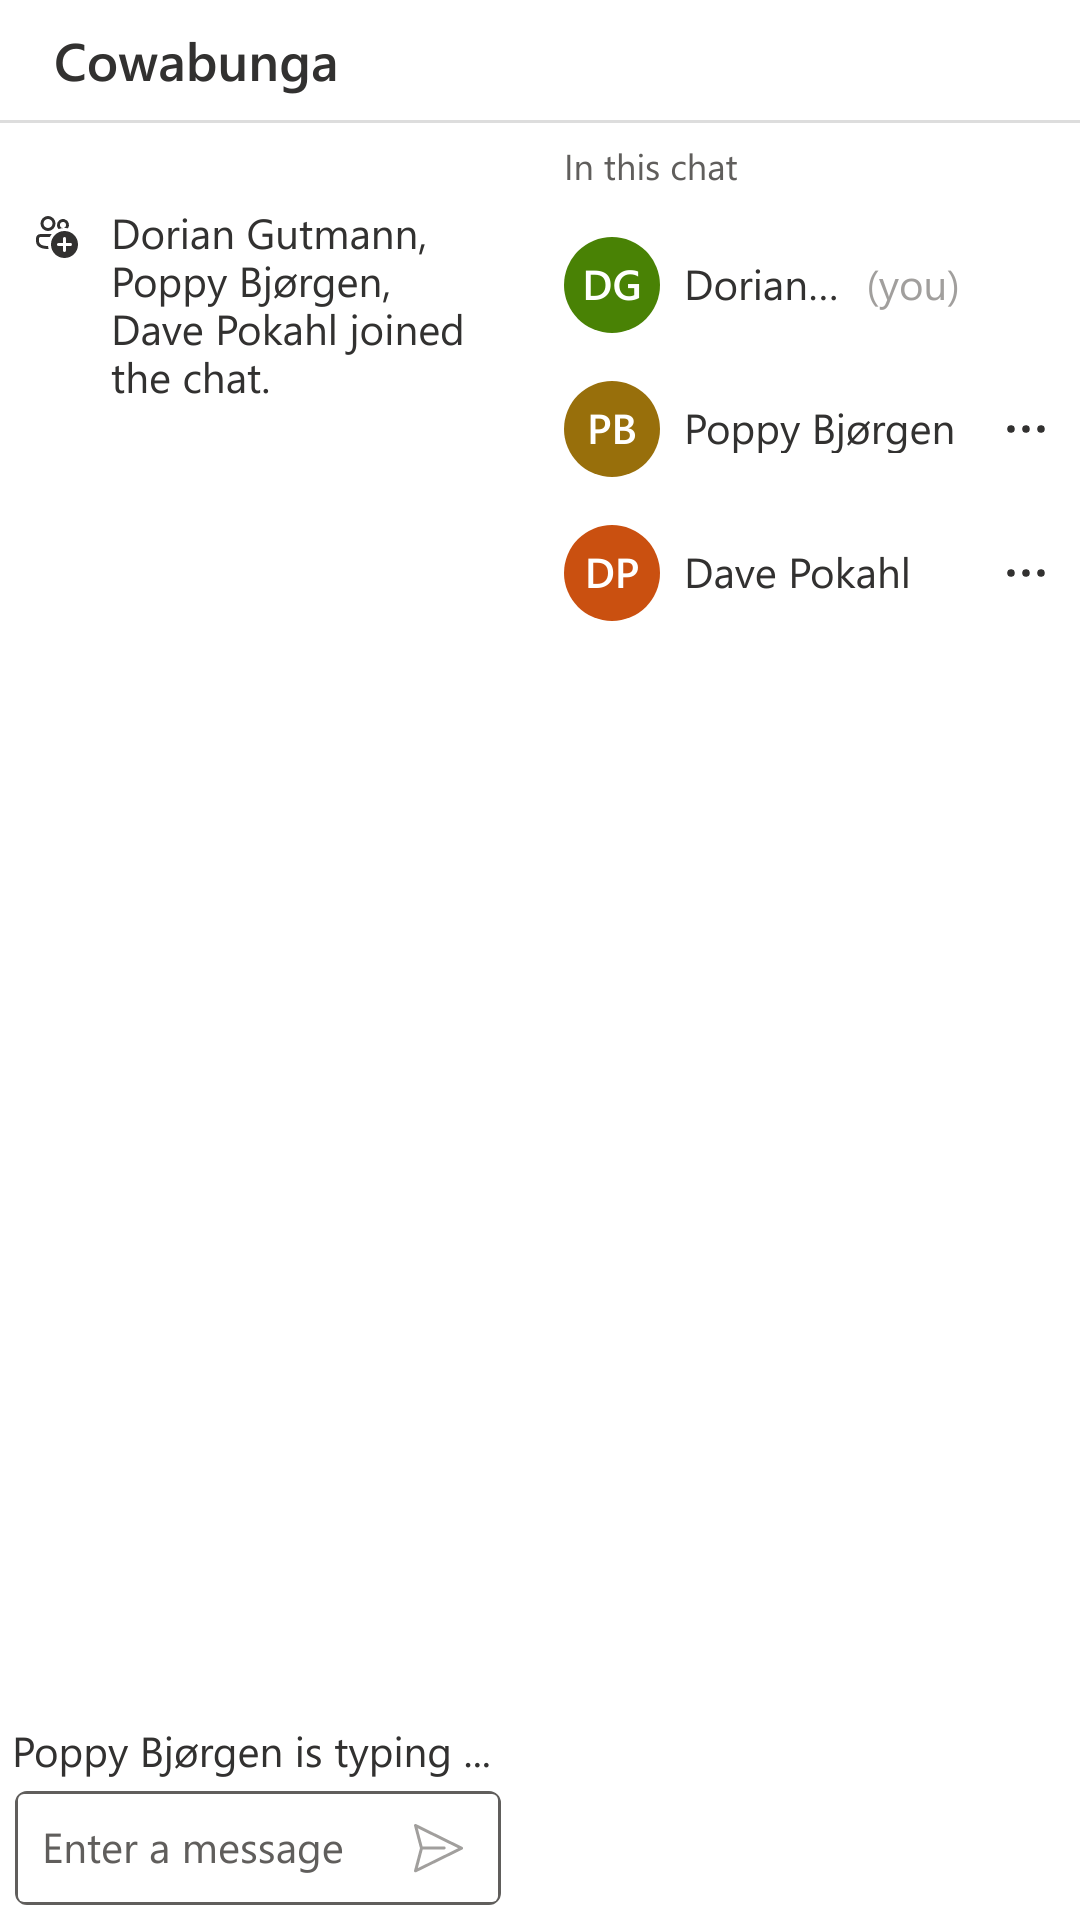 Cowabunga
Dorian Gutmann,
Poppy Bjørgen,
Dave Pokahl joined
the chat.
In this chat
DG Dorian... (you)
PB Poppy Bjørgen
DP Dave Pokahl
Poppy Bjørgen is typing ...
Enter a message